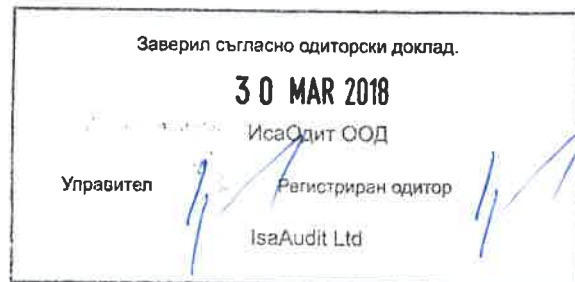 Заверил съгласно одиторски доклад.
30 MAR 2018
ИсаОдит ООД
Управител Регистриран одитор
IsaAudit Ltd